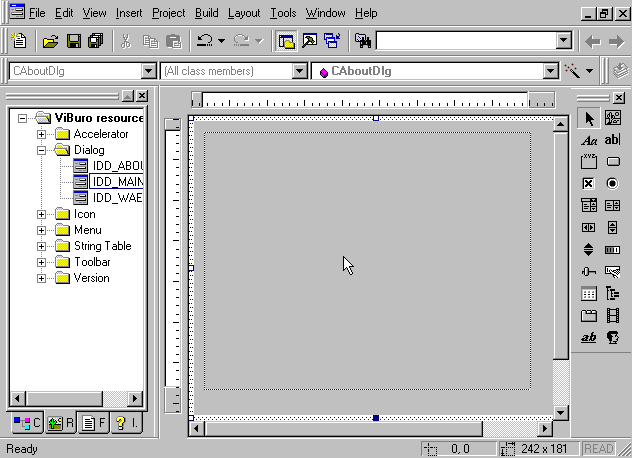 File Edit View Insert Project Build Layout Tools Window Help
CAboutDlg (All class members) CAboutDlg
ViBuro resource
Accelerator
Dialog
IDD_ABOU
IDD_MAIN
IDD_WAE
Icon
Menu
String Table
Toolbar
Version
Aa ab|
XYZ
ab
C R F I.
Ready 0, 0 242 x 181 READ